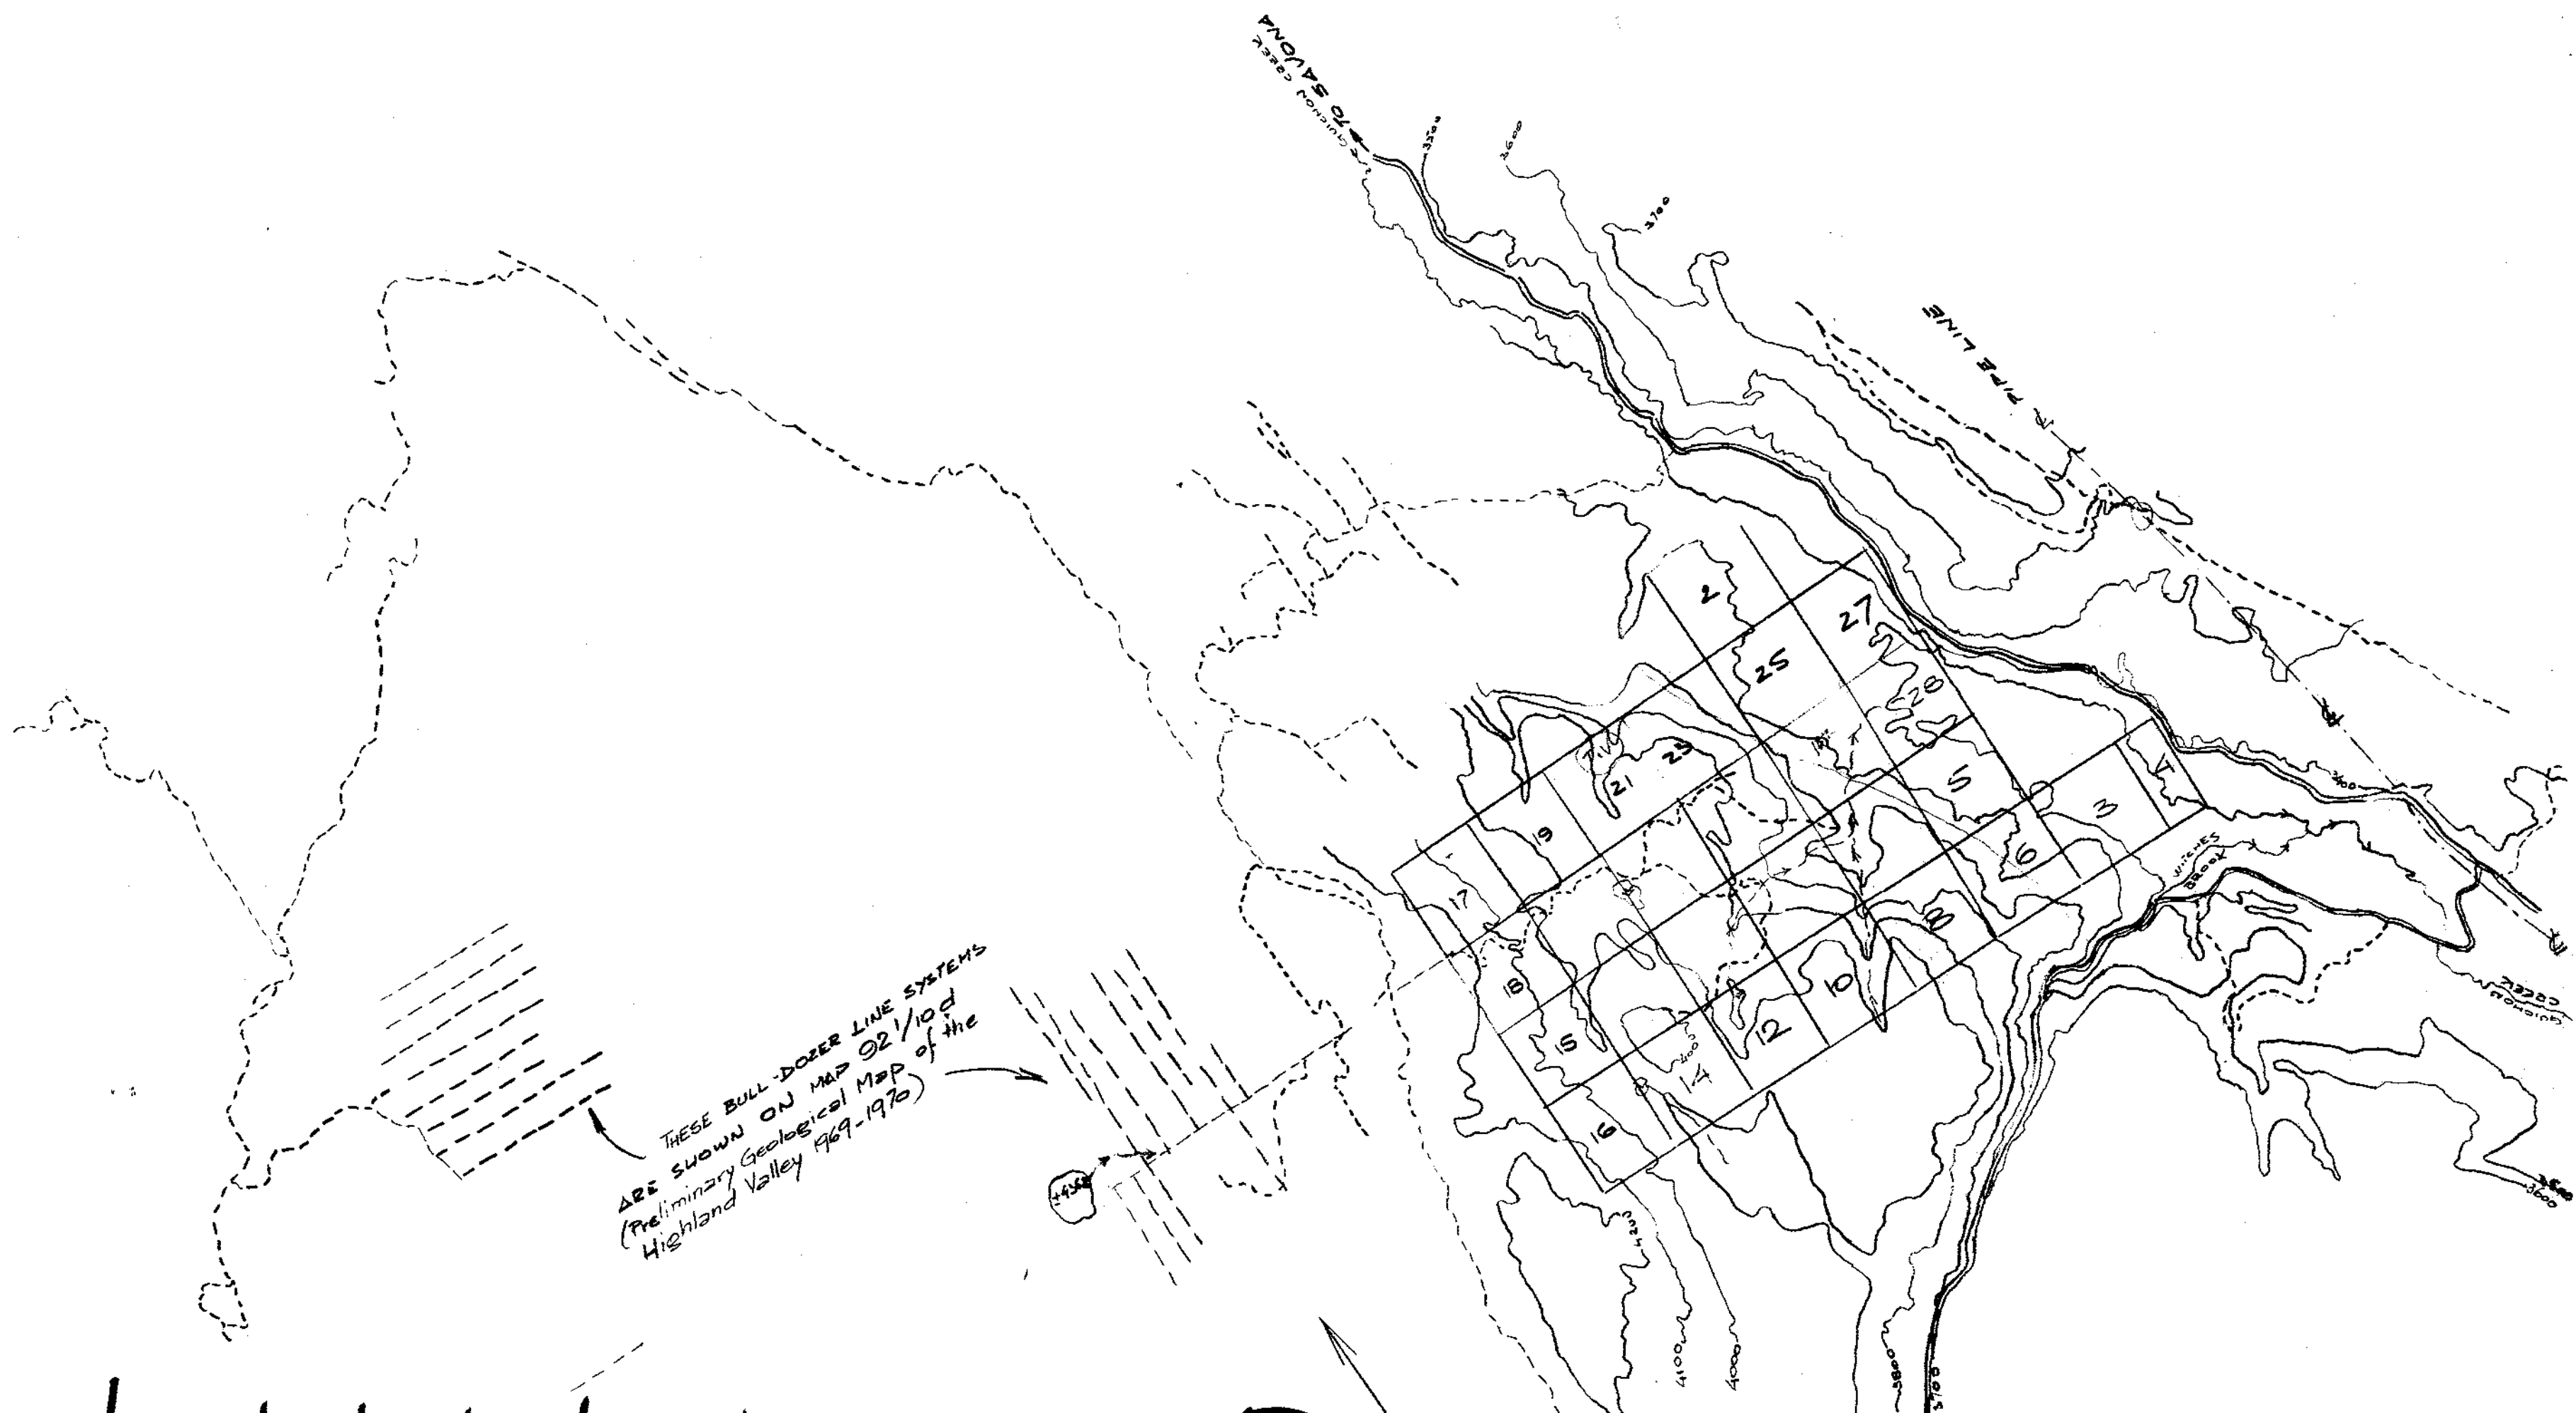 TO SAVONA
GUICHON CREEK
3500
3600
3700
PIPE LINE
2
27
25
28
23
21
19
17
5
3
6
8
10
12
14
18
15
16
WITCHES
BROOK
GUICHON
CREEK
THESE BULL-DOZER LINE SYSTEMS
ARE SHOWN ON MAP 92 I/10d
(Preliminary Geological Map of the
Highland Valley 1969-1970)
3500
3600
4200
4100
4000
3800